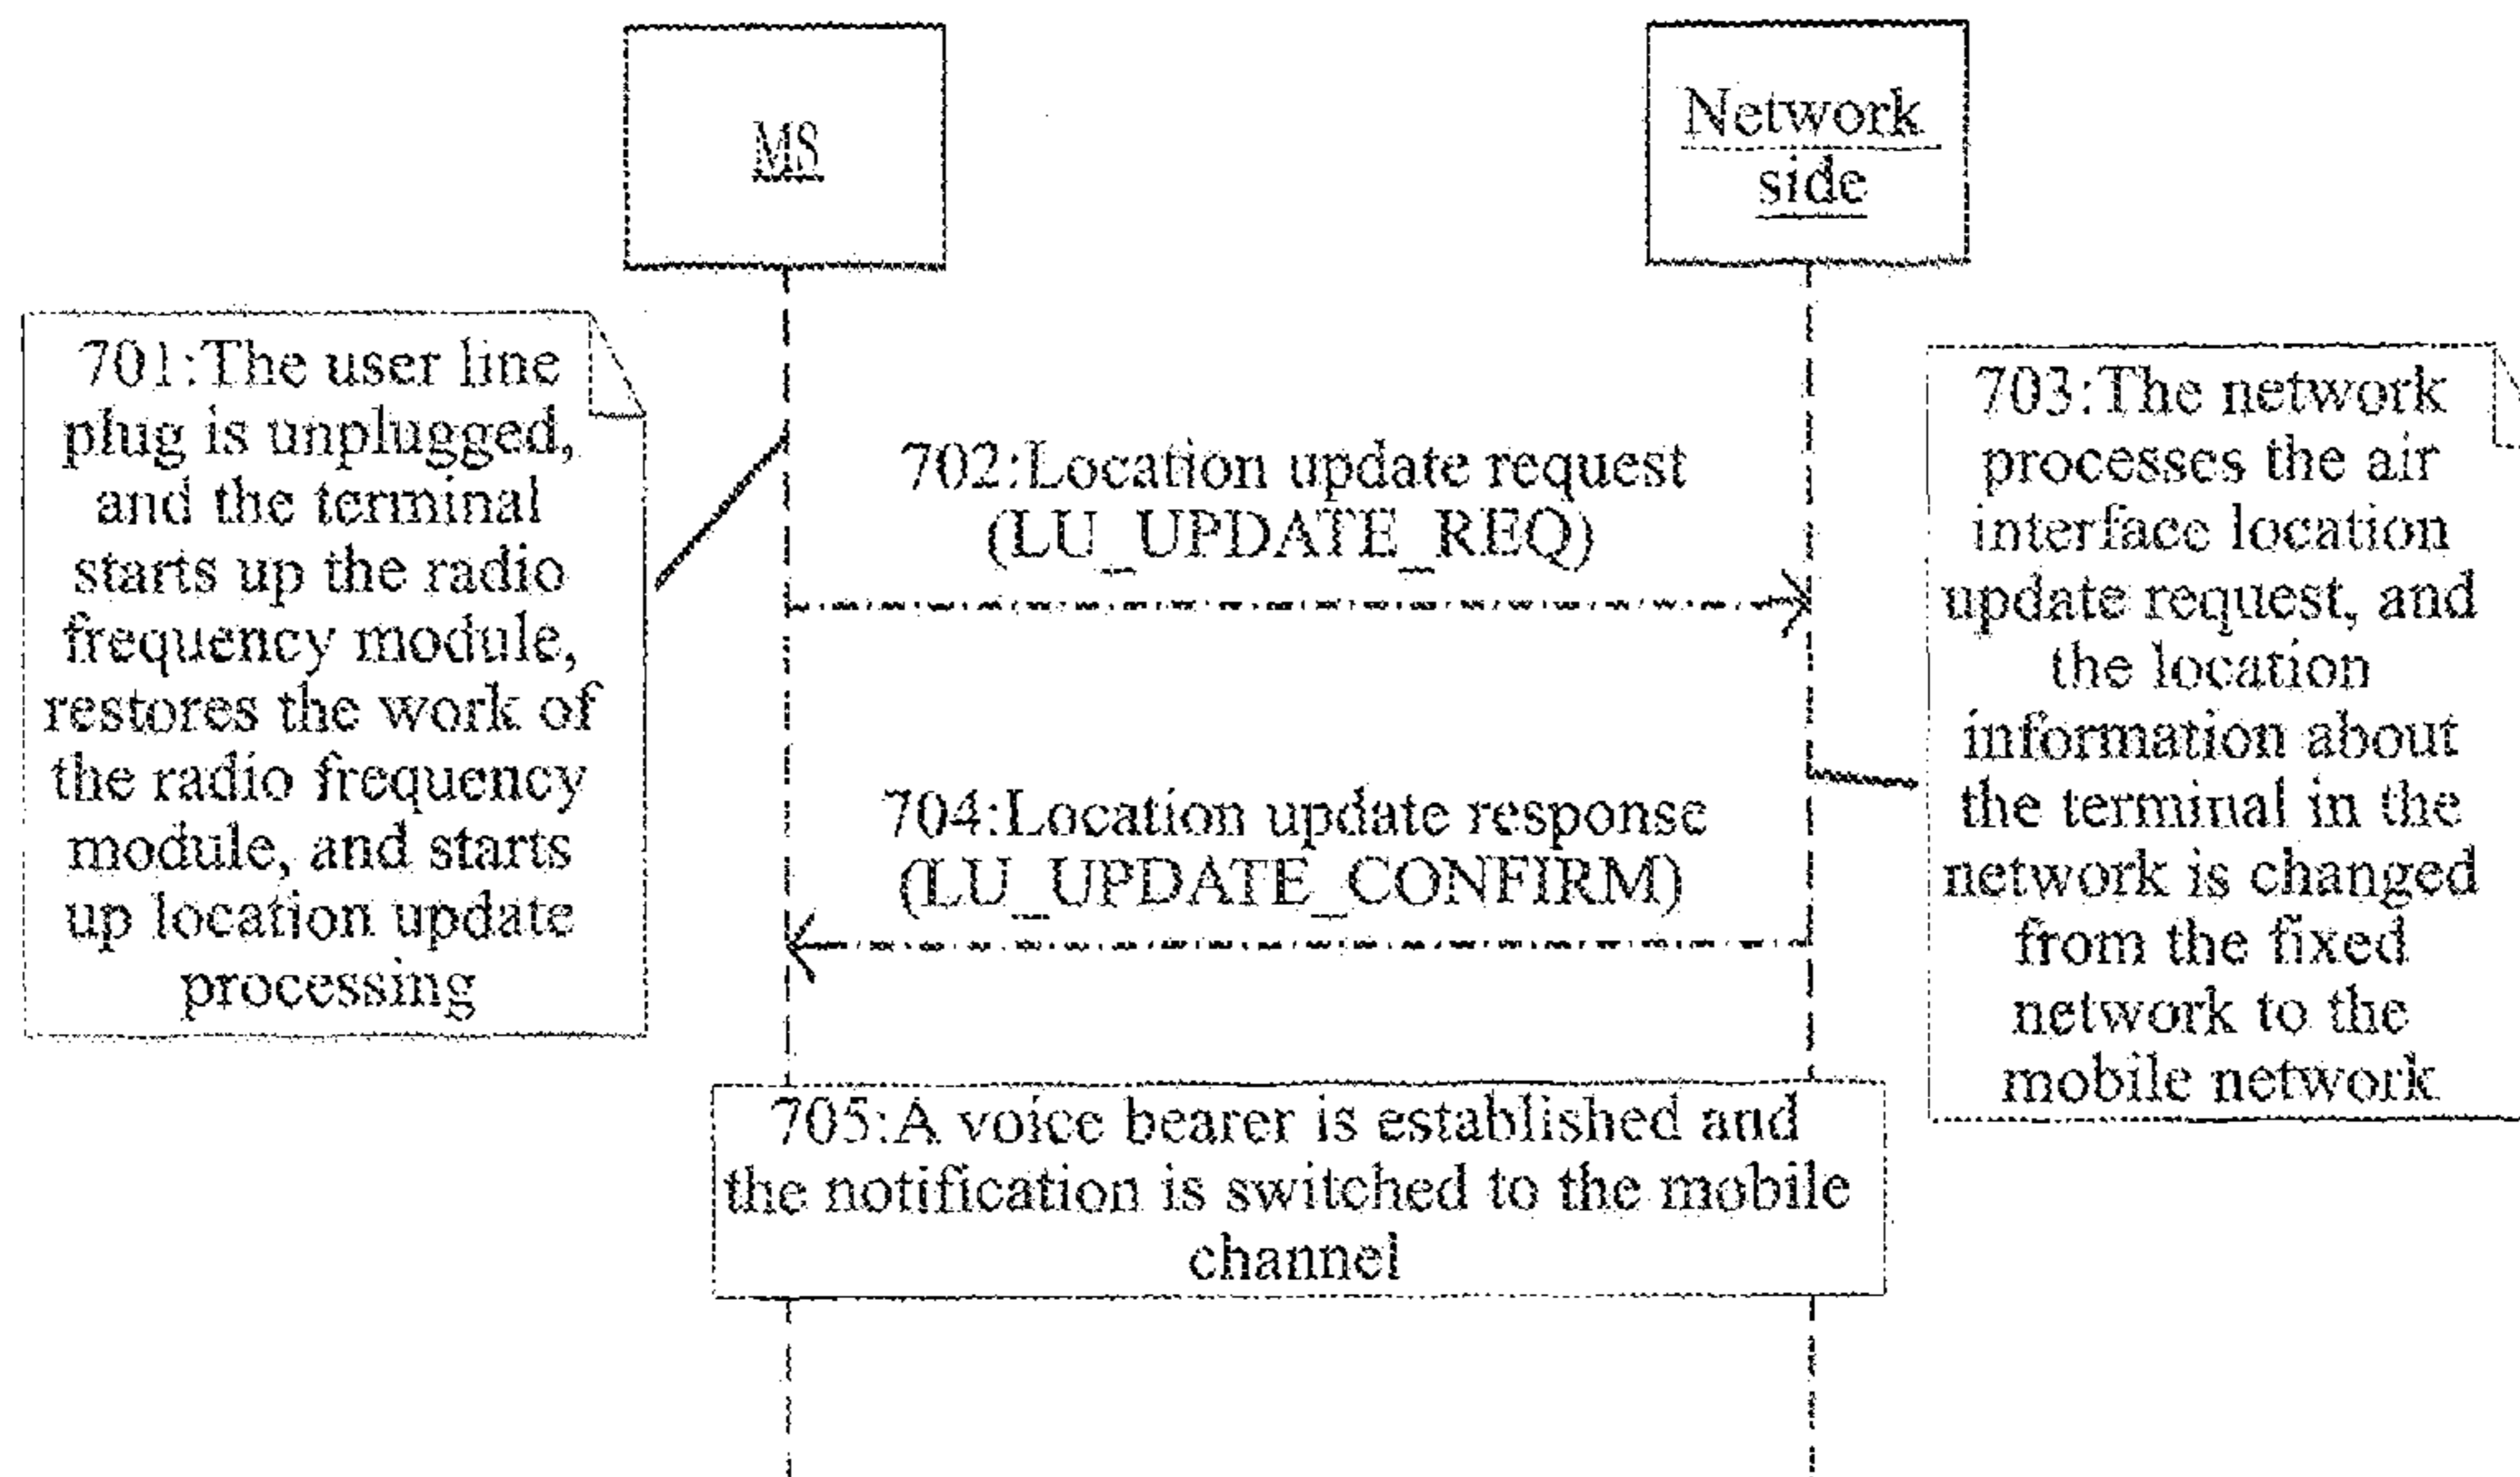 MS
Network
side
701:The user line
plug is unplugged,
and the terminal
starts up the radio
frequency module,
restores the work of
the radio frequency
module, and starts
up location update
processing
702:Location update request
(LU_UPDATE_REQ)
703:The network
processes the air
interface location
update request, and
the location
information about
the terminal in the
network is changed
from the fixed
network to the
mobile network
704:Location update response
(LU_UPDATE_CONFIRM)
705:A voice bearer is established and
the notification is switched to the mobile
channel